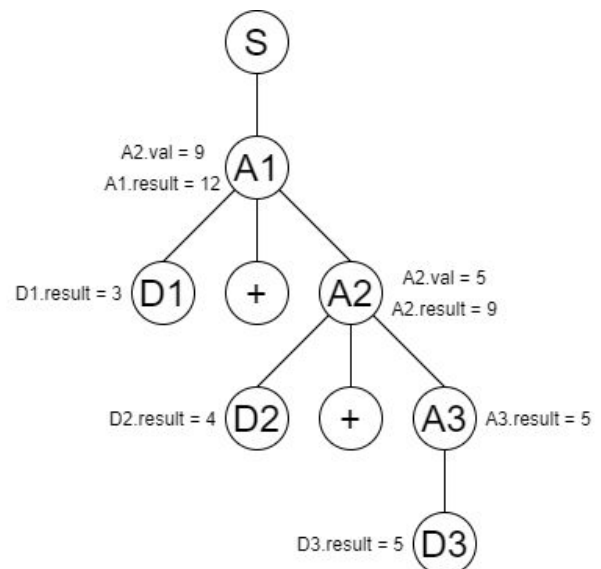 S
A2.val = 9
A1.result = 12
A1
D1.result = 3
D1
+
A2
A2.val = 5
A2.result = 9
D2.result = 4
D2
+
A3
A3.result = 5
D3.result = 5
D3